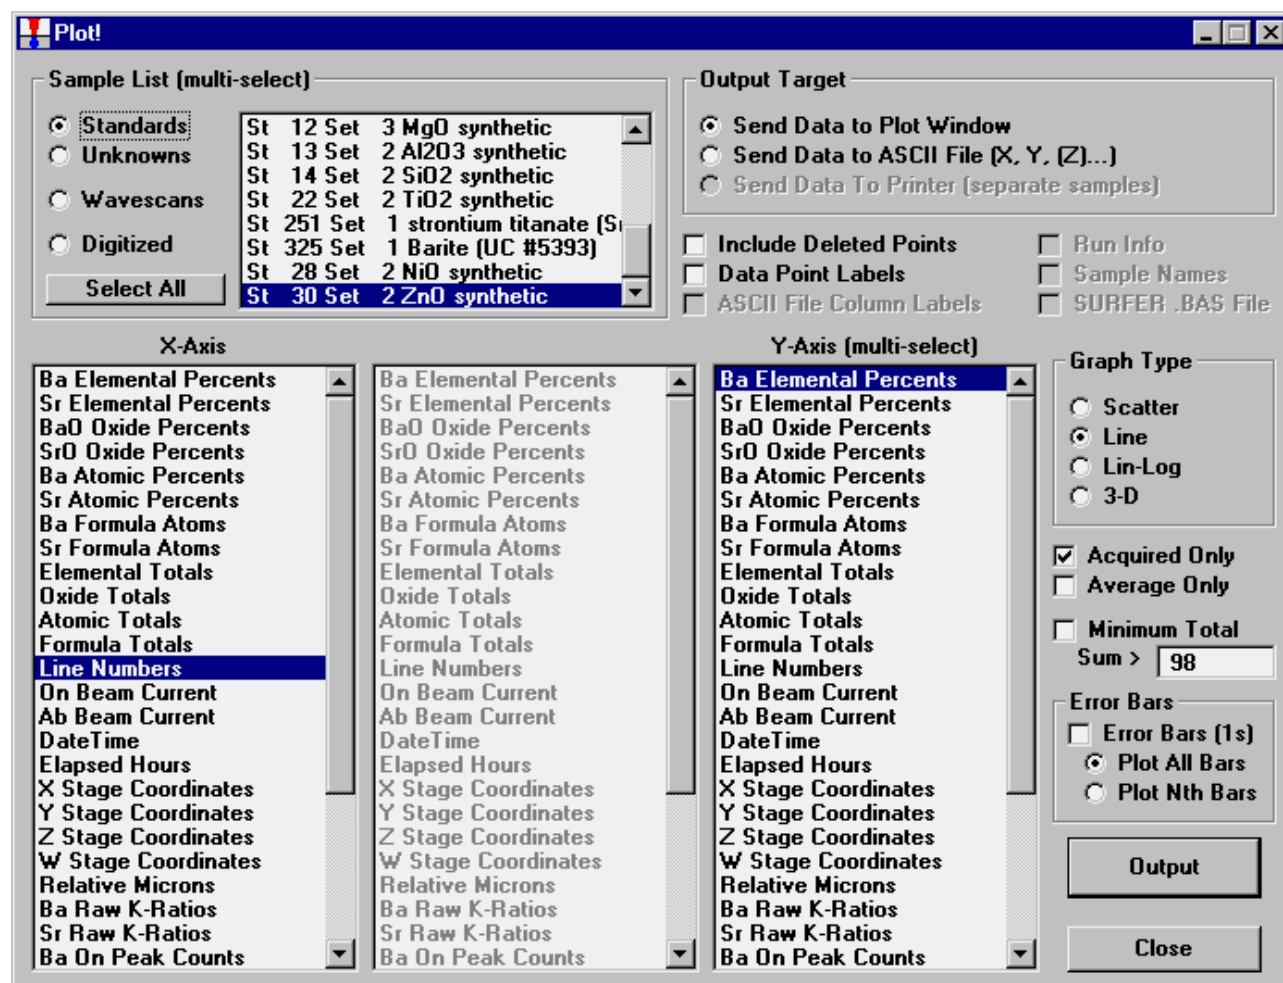 Plot!
Sample List (multi-select)
Standards
Unknowns
Wavescans
Digitized
Select All
St 12 Set 3 MgO synthetic
St 13 Set 2 Al2O3 synthetic
St 14 Set 2 SiO2 synthetic
St 22 Set 2 TiO2 synthetic
St 251 Set 1 strontium titanate (S
St 325 Set 1 Barite (UC #5393)
St 28 Set 2 NiO synthetic
St 30 Set 2 ZnO synthetic
Output Target
Send Data to Plot Window
Send Data to ASCII File (X, Y, (Z)...)
Send Data To Printer (separate samples)
Include Deleted Points
Data Point Labels
ASCII File Column Labels
Run Info
Sample Names
SURFER .BAS File
X-Axis
Ba Elemental Percents
Sr Elemental Percents
BaO Oxide Percents
SrO Oxide Percents
Ba Atomic Percents
Sr Atomic Percents
Ba Formula Atoms
Sr Formula Atoms
Elemental Totals
Oxide Totals
Atomic Totals
Formula Totals
Line Numbers
On Beam Current
Ab Beam Current
DateTime
Elapsed Hours
X Stage Coordinates
Y Stage Coordinates
Z Stage Coordinates
W Stage Coordinates
Relative Microns
Ba Raw K-Ratios
Sr Raw K-Ratios
Ba On Peak Counts
Ba Elemental Percents
Sr Elemental Percents
BaO Oxide Percents
SrO Oxide Percents
Ba Atomic Percents
Sr Atomic Percents
Ba Formula Atoms
Sr Formula Atoms
Elemental Totals
Oxide Totals
Atomic Totals
Formula Totals
Line Numbers
On Beam Current
Ab Beam Current
DateTime
Elapsed Hours
X Stage Coordinates
Y Stage Coordinates
Z Stage Coordinates
W Stage Coordinates
Relative Microns
Ba Raw K-Ratios
Sr Raw K-Ratios
Ba On Peak Counts
Y-Axis (multi-select)
Ba Elemental Percents
Sr Elemental Percents
BaO Oxide Percents
SrO Oxide Percents
Ba Atomic Percents
Sr Atomic Percents
Ba Formula Atoms
Sr Formula Atoms
Elemental Totals
Oxide Totals
Atomic Totals
Formula Totals
Line Numbers
On Beam Current
Ab Beam Current
DateTime
Elapsed Hours
X Stage Coordinates
Y Stage Coordinates
Z Stage Coordinates
W Stage Coordinates
Relative Microns
Ba Raw K-Ratios
Sr Raw K-Ratios
Ba On Peak Counts
Graph Type
Scatter
Line
Lin-Log
3-D
Acquired Only
Average Only
Minimum Total
Sum > 98
Error Bars
Error Bars (1s)
Plot All Bars
Plot Nth Bars
Output
Close